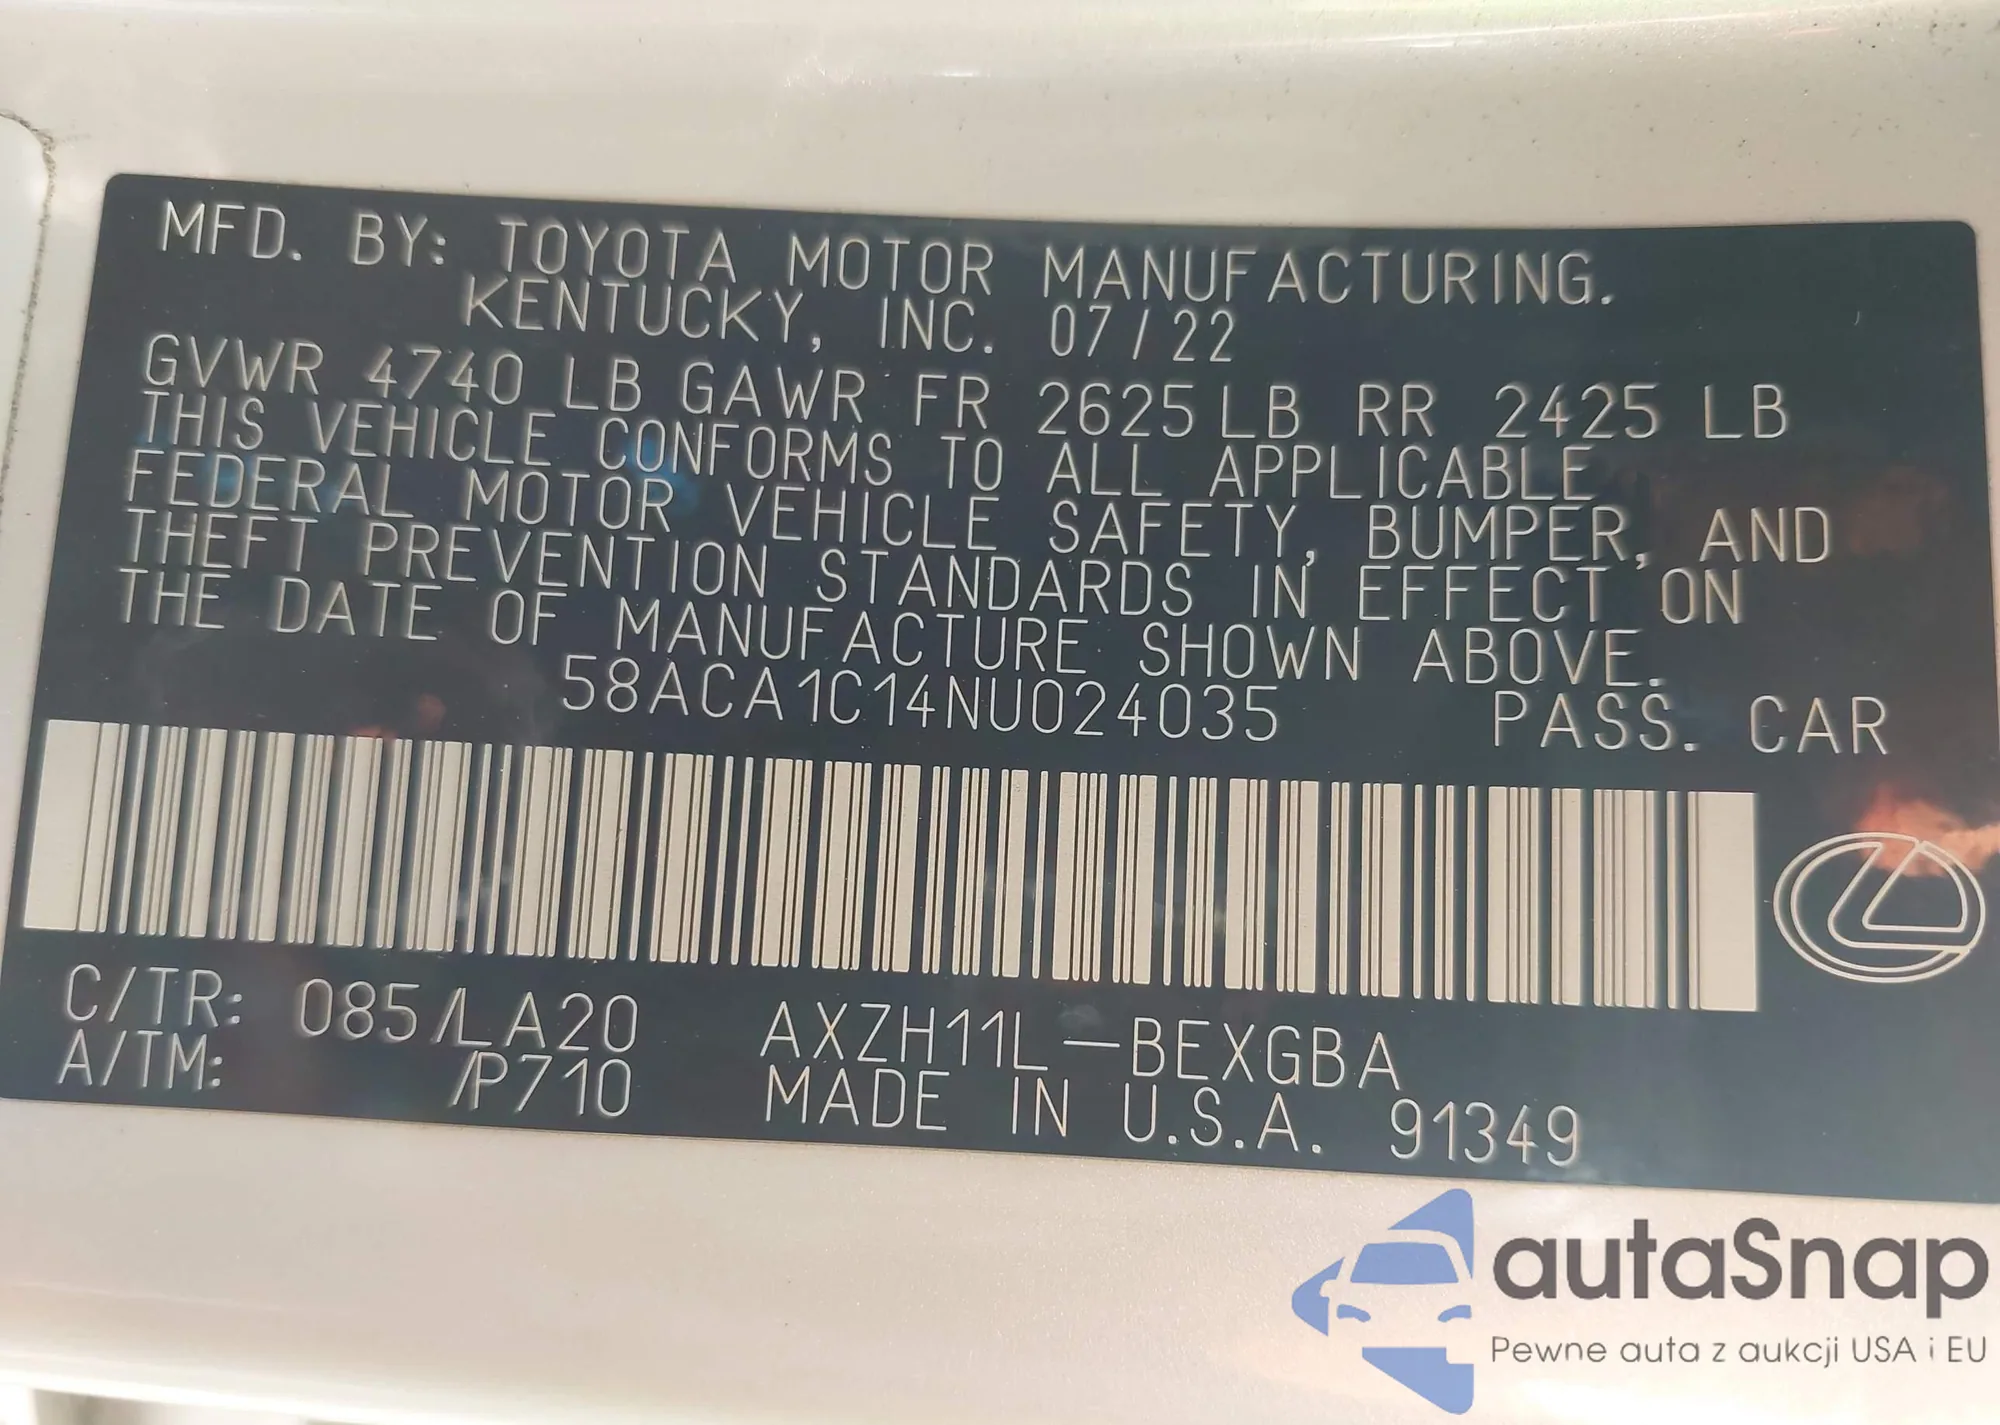 MFD. BY: TOYOTA MOTOR MANUFACTURING.
KENTUCKY, INC. 07/22
GVWR 4740 LB GAWR FR 2625 LB RR 2425 LB
THIS VEHICLE CONFORMS TO ALL APPLICABLE
FEDERAL MOTOR VEHICLE SAFETY, BUMPER, AND
THEFT PREVENTION STANDARDS IN EFFECT ON
THE DATE OF MANUFACTURE SHOWN ABOVE.
58ACA1C14NU024035 PASS. CAR
C/TR: 085/LA20 AXZH11L-BEXGBA
A/TM: /P710 MADE IN U.S.A. 91349
autaSnap
Pewne auta z aukcji USA i EU